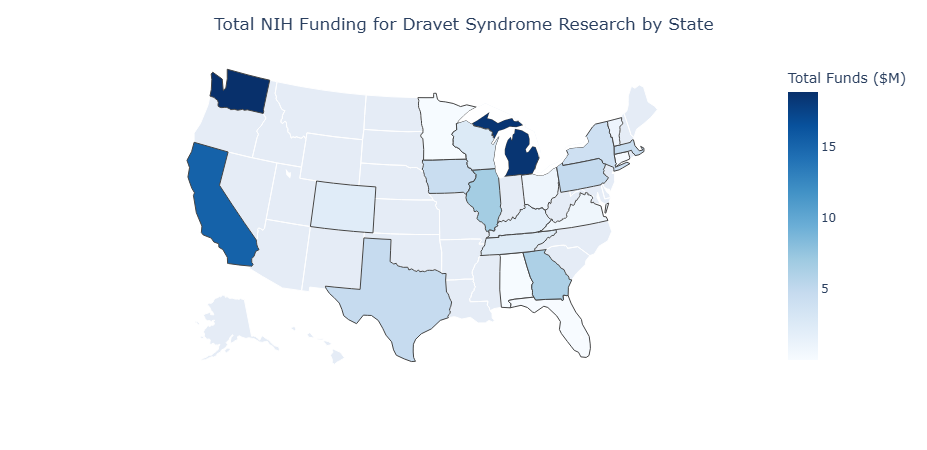 Total NIH Funding for Dravet Syndrome Research by State
Total Funds ($M)
15
10
5